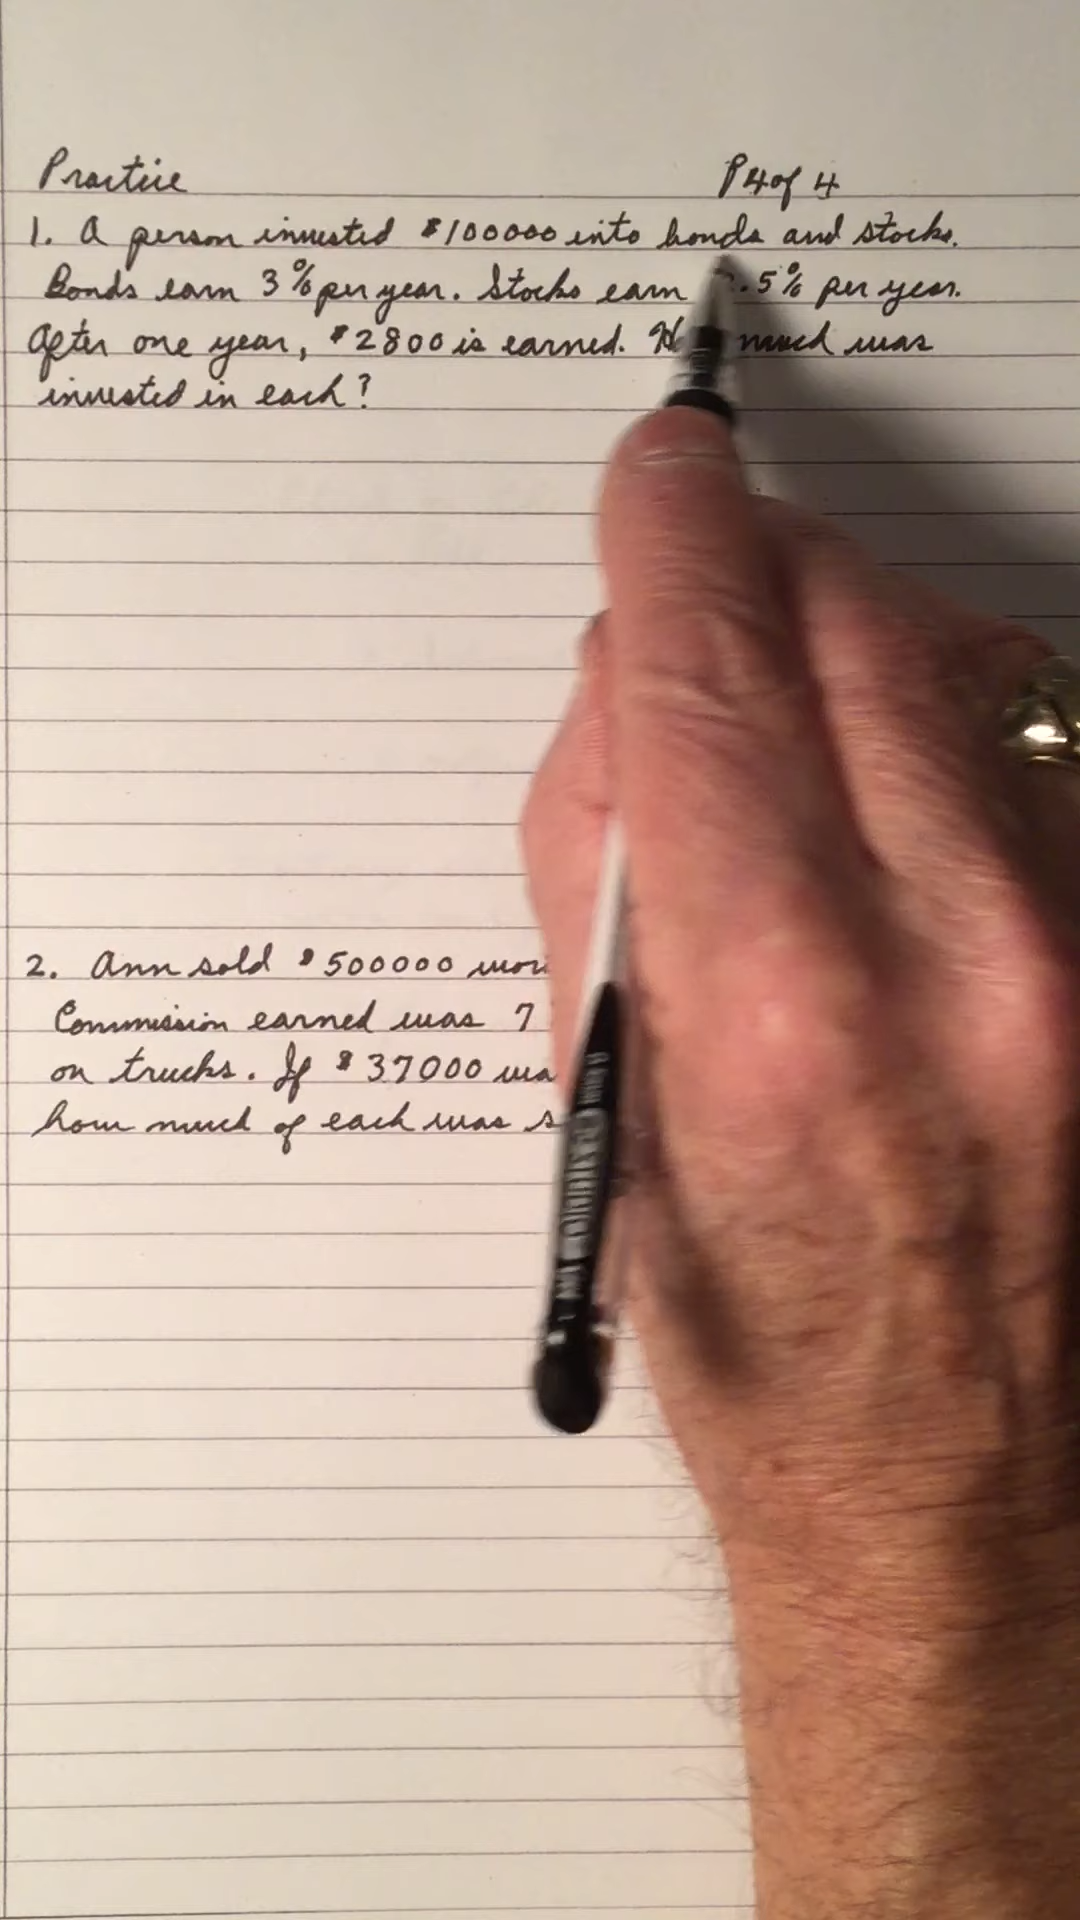 Practice P4 of 4
1. A person invested $100000 into bonds and stocks.
Bonds earn 3% per year. Stocks earn .5% per year.
After one year, $2800 is earned. much was
invested in each?
2. Ann sold $500000
Commission earned was 7
on trucks. If $37000
how much of each was